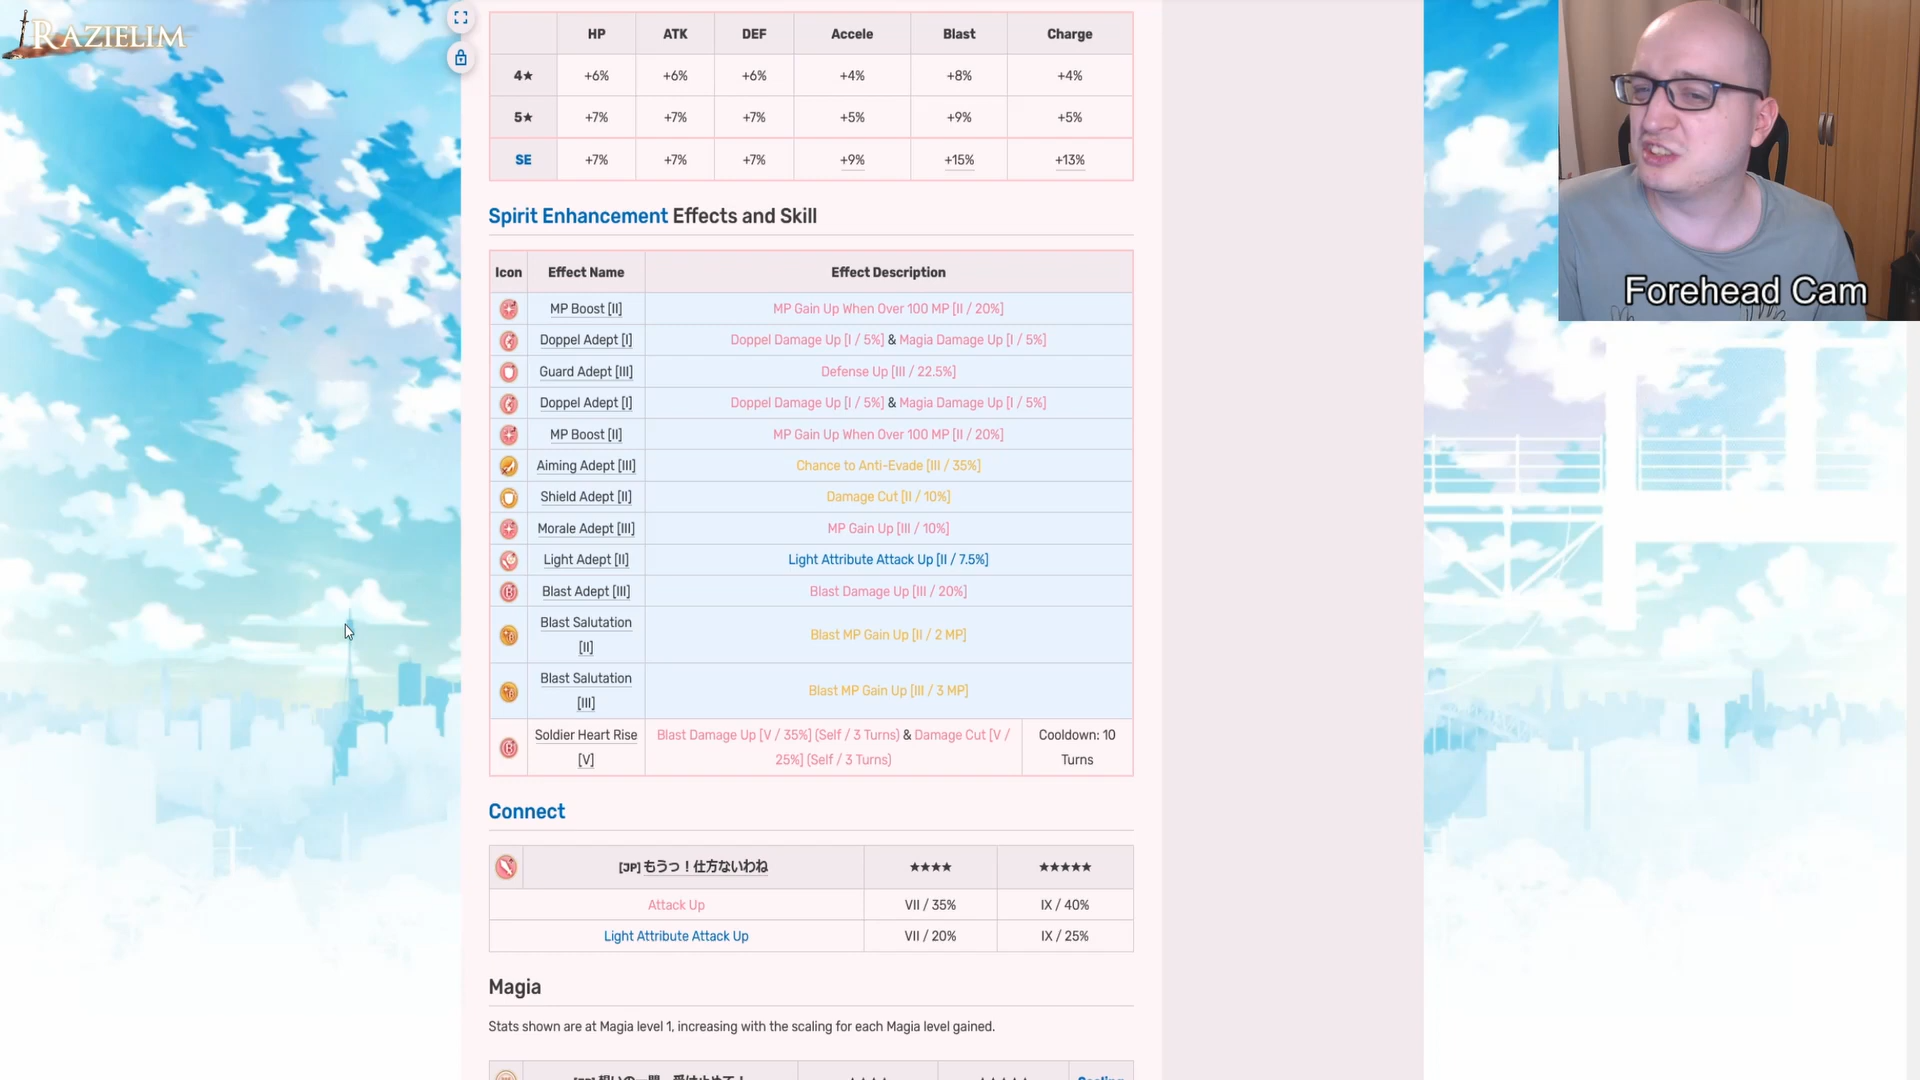 RAZIELIM
HP ATK DEF Accele Blast Charge
4★ +6% +6% +6% +4% +8% +4%
5★ +7% +7% +7% +5% +9% +5%
SE +7% +7% +7% +9% +15% +13%
Spirit Enhancement Effects and Skill
Icon Effect Name Effect Description
MP Boost [II] MP Gain Up When Over 100 MP [II / 20%]
Doppel Adept [I] Doppel Damage Up [I / 5%] & Magia Damage Up [I / 5%]
Guard Adept [III] Defense Up [III / 22.5%]
Doppel Adept [I] Doppel Damage Up [I / 5%] & Magia Damage Up [I / 5%]
MP Boost [II] MP Gain Up When Over 100 MP [II / 20%]
Aiming Adept [III] Chance to Anti-Evade [III / 35%]
Shield Adept [II] Damage Cut [II / 10%]
Morale Adept [III] MP Gain Up [III / 10%]
Light Adept [II] Light Attribute Attack Up [II / 7.5%]
Blast Adept [III] Blast Damage Up [III / 20%]
Blast Salutation
[II] Blast MP Gain Up [II / 2 MP]
Blast Salutation
[III] Blast MP Gain Up [III / 3 MP]
Soldier Heart Rise Blast Damage Up [V / 35%] (Self / 3 Turns) & Damage Cut [V / Cooldown: 10
[V] 25%] (Self / 3 Turns) Turns
Connect
[JP] もうっ！仕方ないわね ★★★★ ★★★★★
Attack Up VII / 35% IX / 40%
Light Attribute Attack Up VII / 20% IX / 25%
Magia
Stats shown are at Magia level 1, increasing with the scaling for each Magia level gained.
Forehead Cam